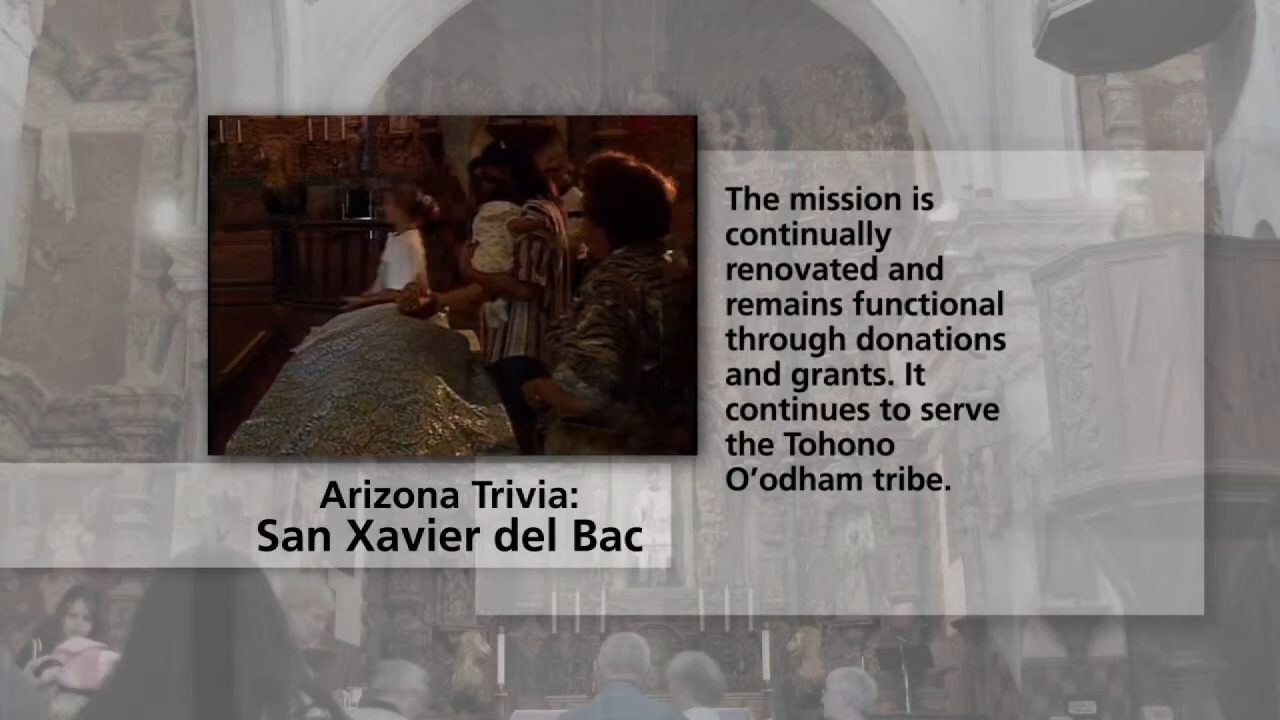 The mission is
continually
renovated and
remains functional
through donations
and grants. It
continues to serve
the Tohono
O’odham tribe.
Arizona Trivia:
San Xavier del Bac